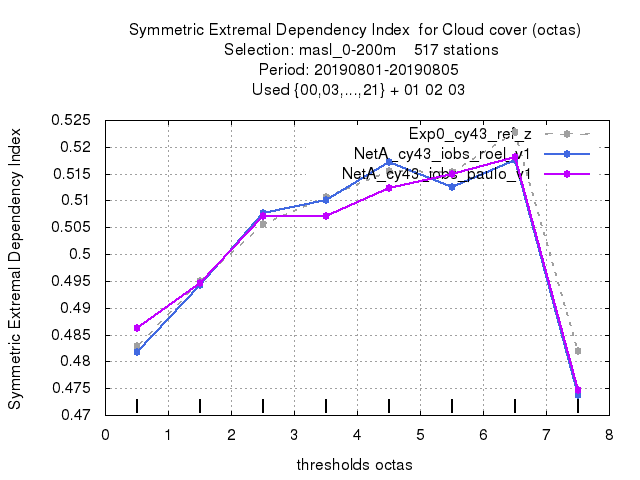 Symmetric Extremal Dependency Index  for Cloud cover (octas)
Selection: masl_0-200m    517 stations
Period: 20190801-20190805
Used {00,03,...,21} + 01 02 03
Symmetric Extremal Dependency Index
0.525
0.52
0.515
0.51
0.505
0.5
0.495
0.49
0.485
0.48
0.475
0.47
Exp0_cy43_ref_z
NetA_cy43_iobs_roel_v1
NetA_cy43_iobs_paulo_v1
0 1 2 3 4 5 6 7 8
thresholds octas